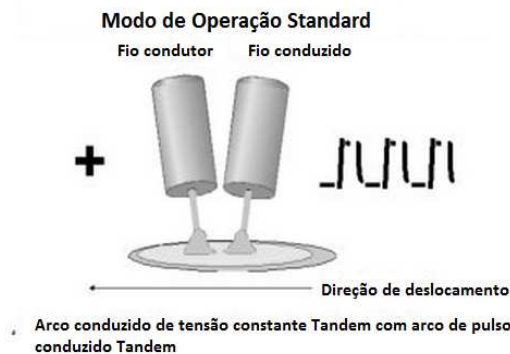 Modo de Operação Standard
Fio condutor Fio conduzido
+
Direção de deslocamento
Arco conduzido de tensão constante Tandem com arco de pulso
conduzido Tandem